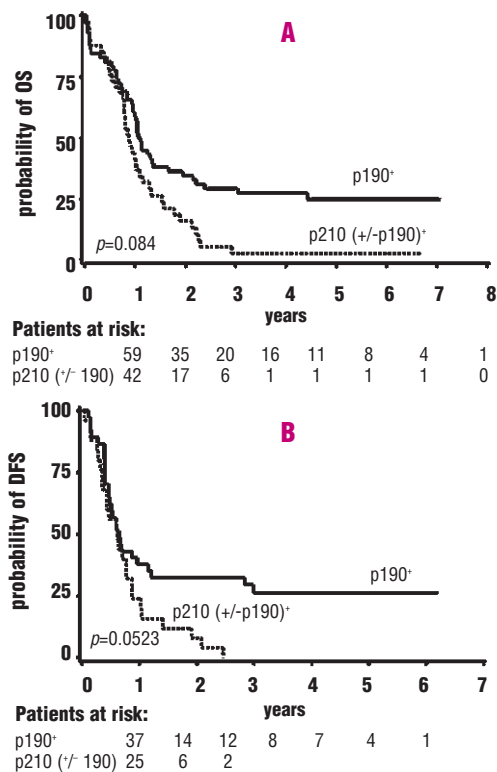 A
probability of OS
100
75
50
25
0
p190⁺
p210 (+/-p190)⁺
p=0.084
0 1 2 3 4 5 6 7 8
years
Patients at risk:
p190⁺ 59 35 20 16 11 8 4 1
p210 (⁺/⁻ 190) 42 17 6 1 1 1 1 0
B
probability of DFS
100
75
50
25
0
p190⁺
p210 (+/-p190)⁺
p=0.0523
0 1 2 3 4 5 6 7
years
Patients at risk:
p190⁺ 37 14 12 8 7 4 1
p210 (⁺/⁻ 190) 25 6 2